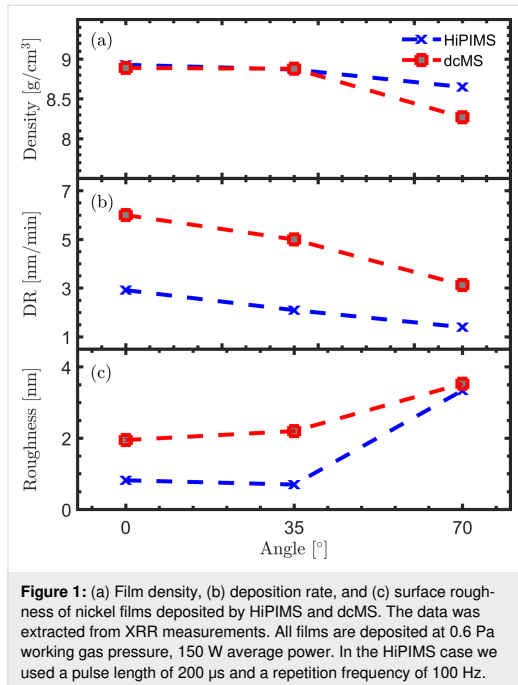 (a)
HiPIMS
dcMS
Density [g/cm³]
9
8.5
8
(b)
DR [nm/min]
7
5
3
1
(c)
Roughness [nm]
4
2
0
0 35 70
Angle [°]
Figure 1: (a) Film density, (b) deposition rate, and (c) surface rough-
ness of nickel films deposited by HiPIMS and dcMS. The data was
extracted from XRR measurements. All films are deposited at 0.6 Pa
working gas pressure, 150 W average power. In the HiPIMS case we
used a pulse length of 200 μs and a repetition frequency of 100 Hz.